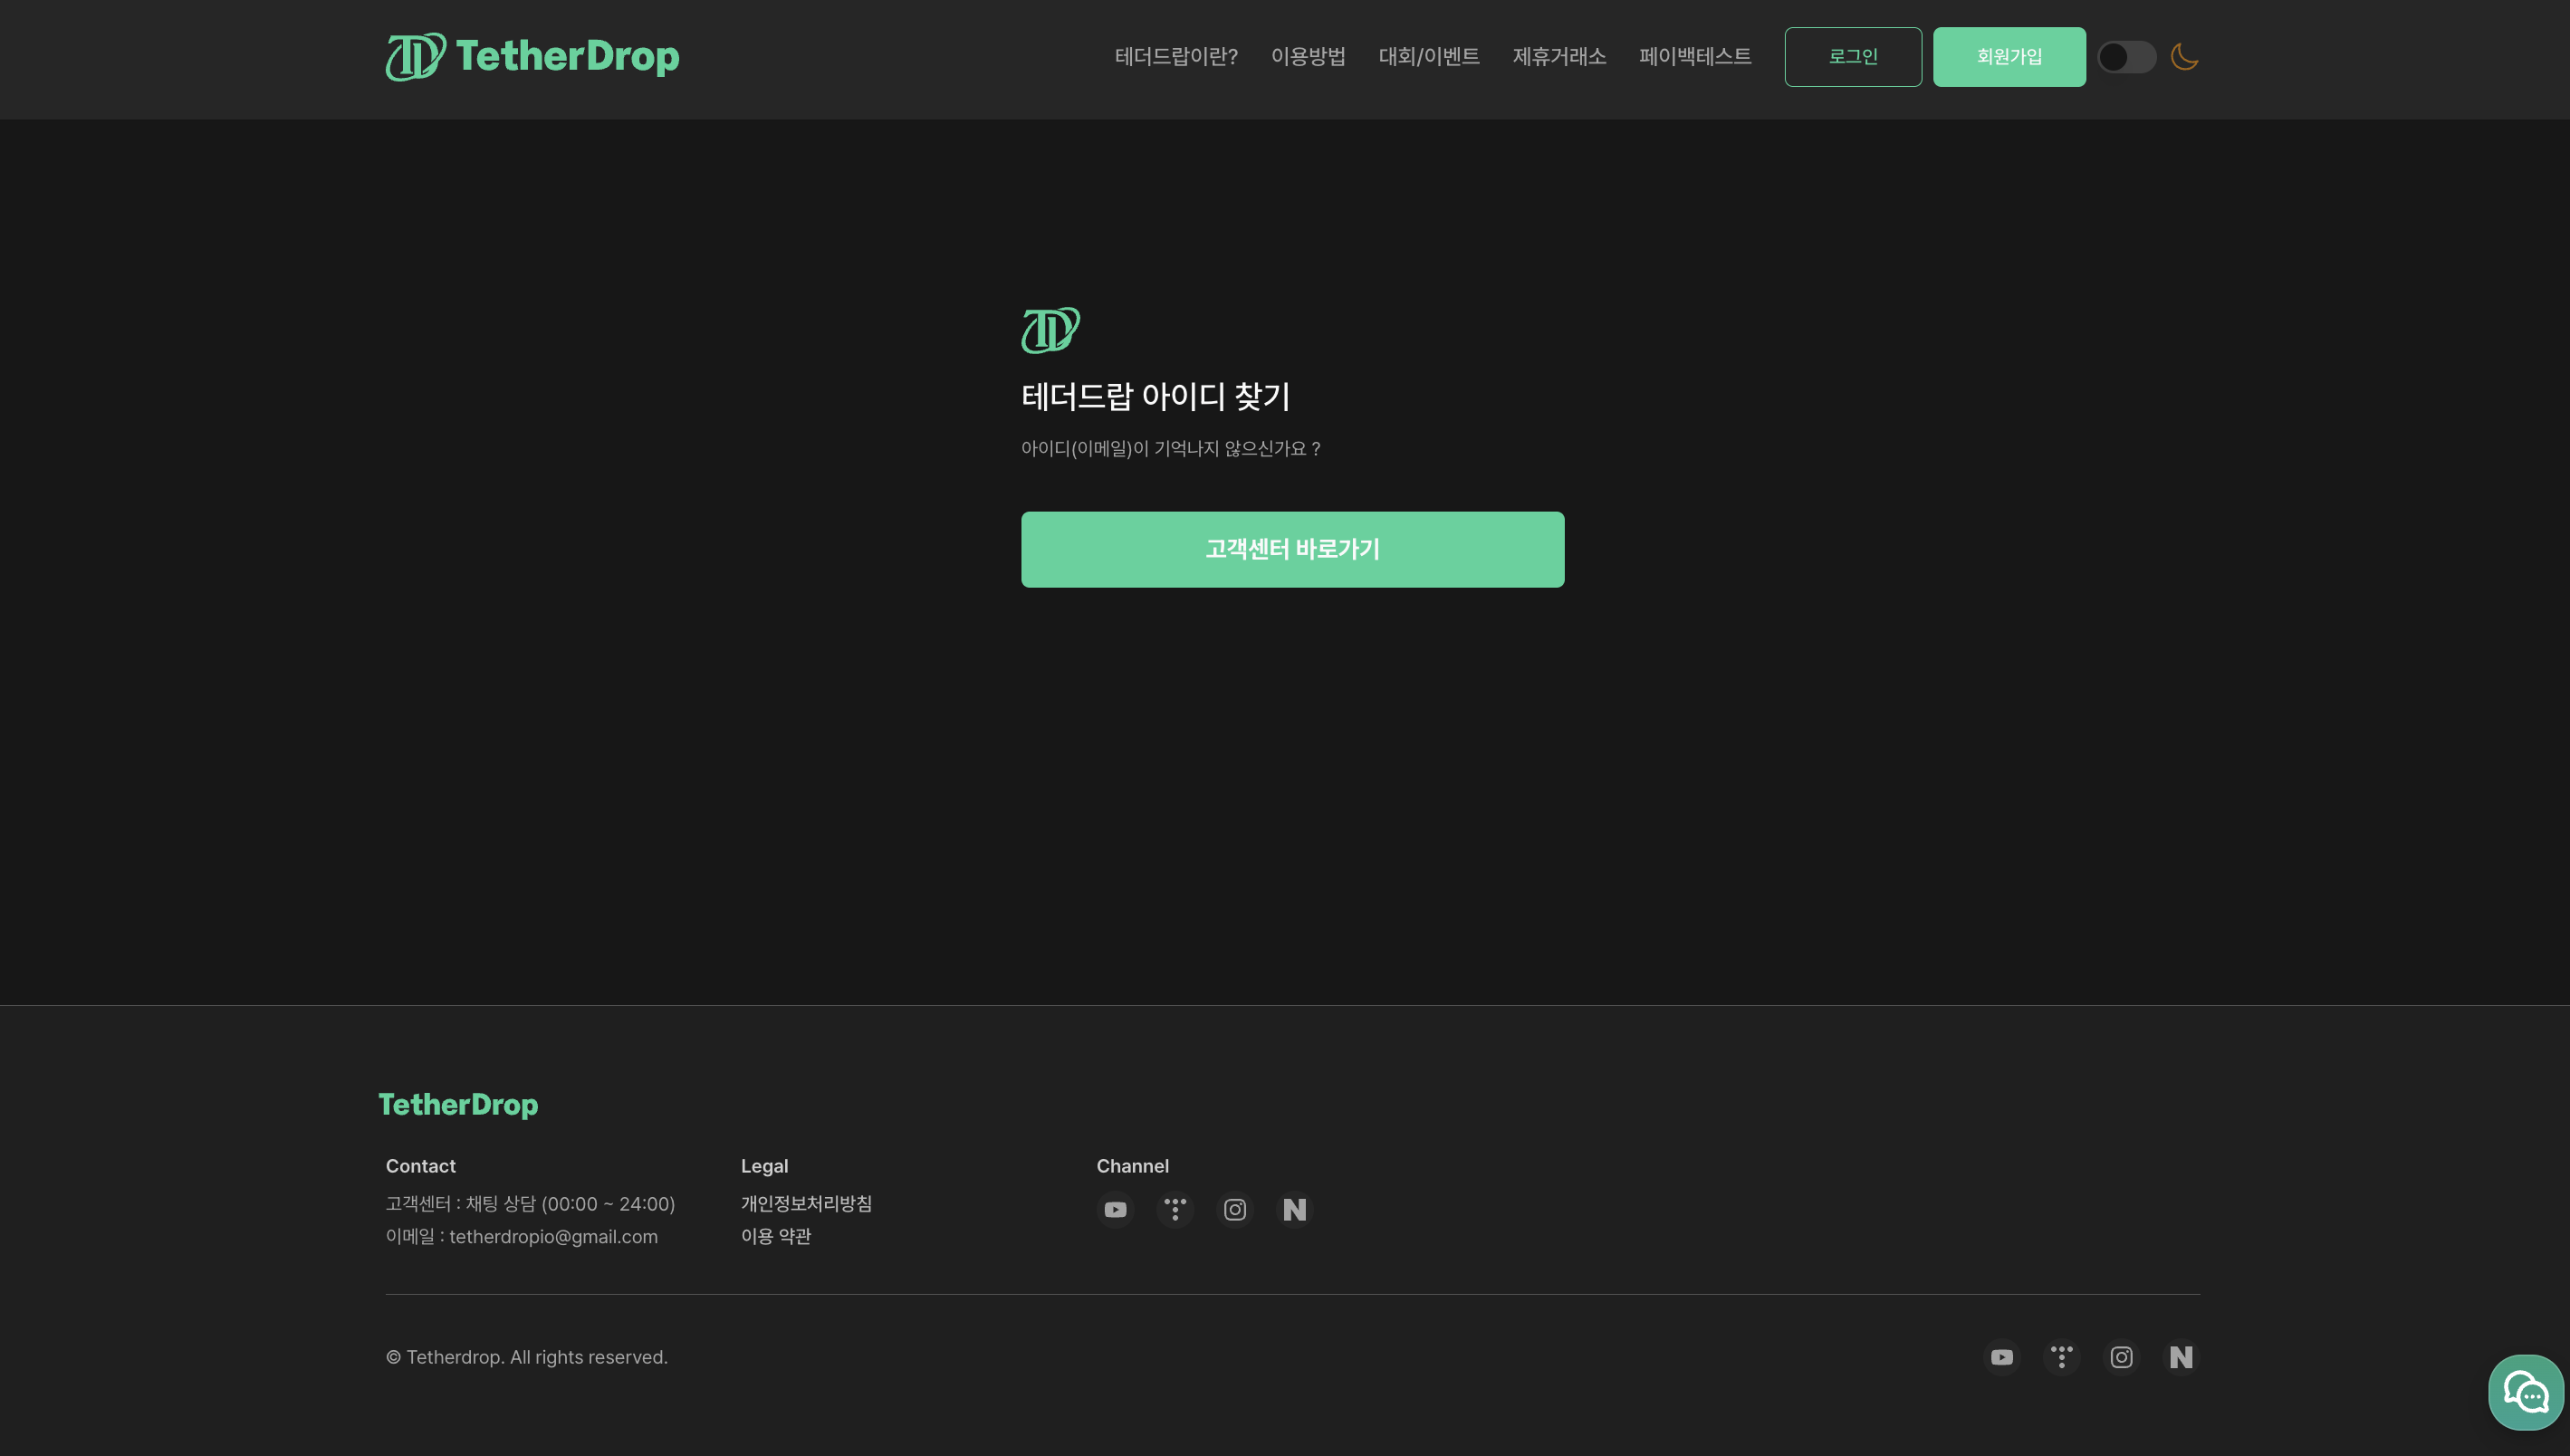 TetherDrop
테더드랍이란? 이용방법 대회/이벤트 제휴거래소 페이백테스트 로그인 회원가입
테더드랍 아이디 찾기
아이디(이메일)이 기억나지 않으신가요 ?
고객센터 바로가기
TetherDrop
Contact
고객센터 : 채팅 상담 (00:00 ~ 24:00)
이메일 : tetherdropio@gmail.com
Legal
개인정보처리방침
이용 약관
Channel
© Tetherdrop. All rights reserved.